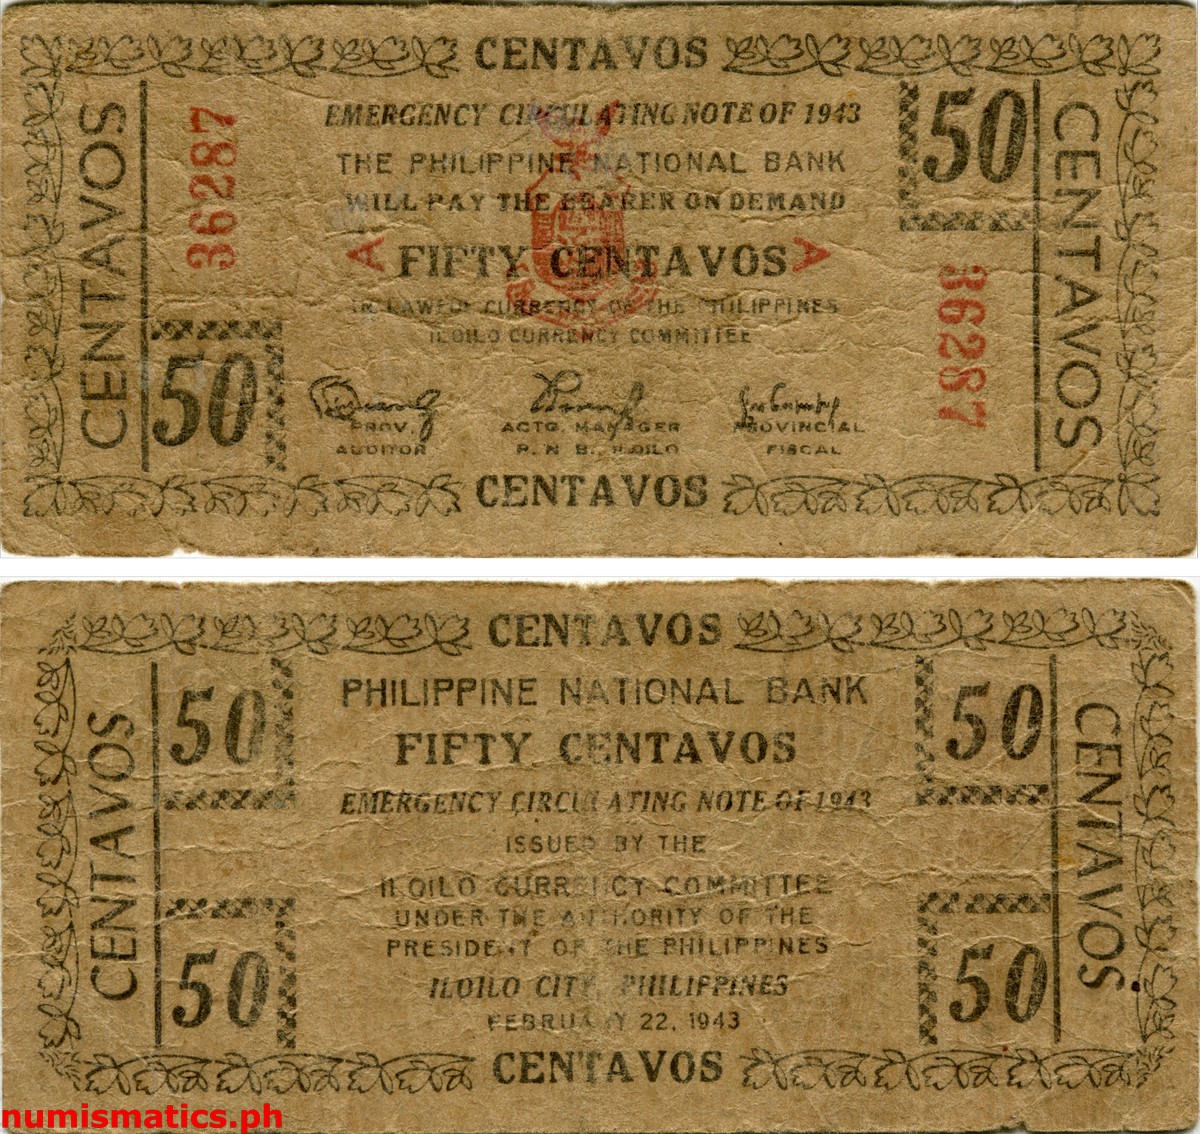 CENTAVOS
CENTAVOS
36287
50
EMERGENCY CIRCULATING NOTE OF 1943
THE PHILIPPINE NATIONAL BANK
WILL PAY THE BEARER ON DEMAND
A FIFTY CENTAVOS A
IN LAWFUL CURRENCY OF THE PHILIPPINES
ILOILO CURRENCY COMMITTEE
50
CENTAVOS
36287
PROV. AUDITOR
ACTG. MANAGER
P. N. B., ILOILO
PROVINCIAL
FISCAL
CENTAVOS
CENTAVOS
CENTAVOS
50
50
PHILIPPINE NATIONAL BANK
FIFTY CENTAVOS
EMERGENCY CIRCULATING NOTE OF 1943
ISSUED BY THE
ILOILO CURRENCY COMMITTEE
UNDER THE AUTHORITY OF THE
PRESIDENT OF THE PHILIPPINES
ILOILO CITY, PHILIPPINES
FEBRUARY 22, 1943
50
50
CENTAVOS
CENTAVOS
numismatics.ph